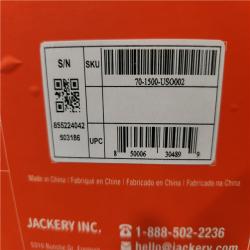 S/N
SKU
70-1500-USO002
855224042
503186
UPC
8 50006 30489 9
Made in China / Fabriqué en Chine / Fabricado en China / Fabricado na China
JACKERY INC.
1-888-502-2236
hello@jackery.com